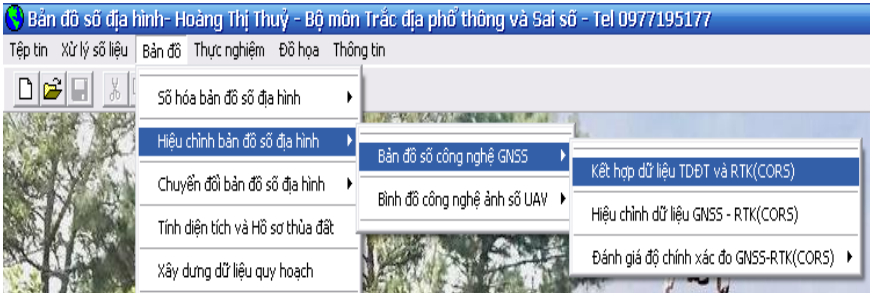 Bản đồ số địa hình- Hoàng Thị Thuỷ - Bộ môn Trắc địa phổ thông và Sai số - Tel 0977195177
Tệp tin Xử lý số liệu Bản đồ Thực nghiệm Đồ họa Thông tin
Số hóa bản đồ số địa hình
Hiệu chỉnh bản đồ số địa hình
Chuyển đổi bản đồ số địa hình
Tính diện tích và Hồ sơ thửa đất
Xây dưng dữ liệu quy hoạch
Bản đồ số công nghệ GNSS
Bình đồ công nghệ ảnh số UAV
Kết hợp dữ liệu TDĐT và RTK(CORS)
Hiệu chỉnh dữ liệu GNSS - RTK(CORS)
Đánh giá độ chính xác đo GNSS-RTK(CORS)